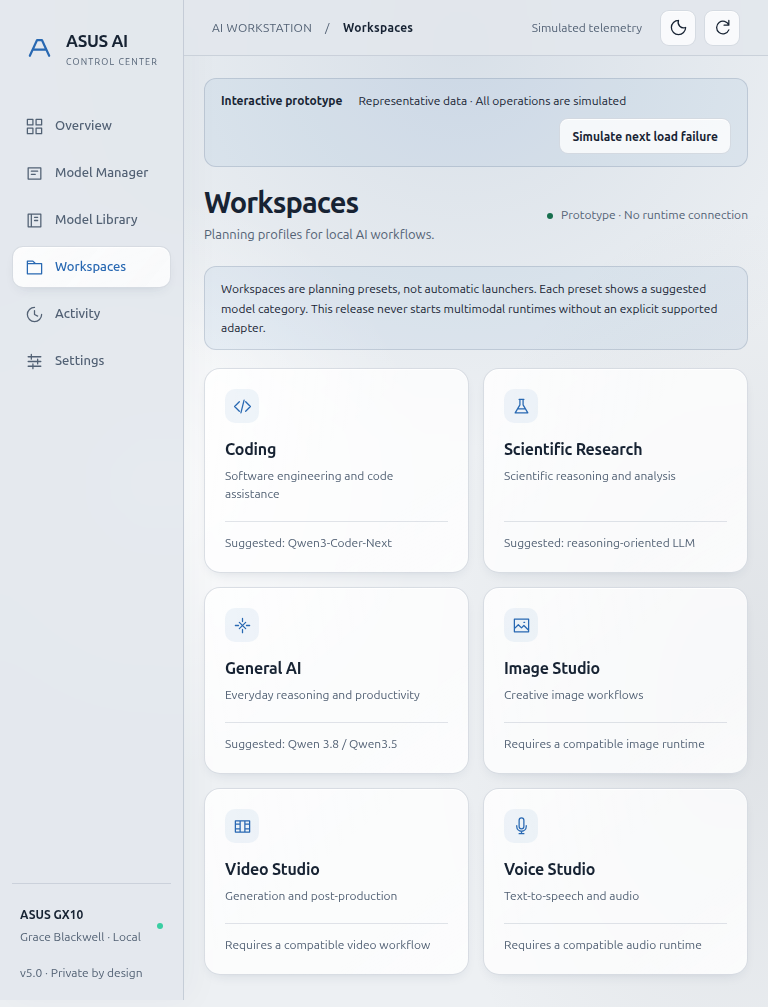 ASUS AI
CONTROL CENTER
Overview
Model Manager
Model Library
Workspaces
Activity
Settings
ASUS GX10
Grace Blackwell · Local
v5.0 · Private by design
AI WORKSTATION / Workspaces
Simulated telemetry
Interactive prototype Representative data · All operations are simulated
Simulate next load failure
Workspaces
Planning profiles for local AI workflows.
Prototype · No runtime connection
Workspaces are planning presets, not automatic launchers. Each preset shows a suggested
model category. This release never starts multimodal runtimes without an explicit supported
adapter.
Coding
Software engineering and code
assistance
Suggested: Qwen3-Coder-Next
Scientific Research
Scientific reasoning and analysis
Suggested: reasoning-oriented LLM
General AI
Everyday reasoning and productivity
Suggested: Qwen 3.8 / Qwen3.5
Image Studio
Creative image workflows
Requires a compatible image runtime
Video Studio
Generation and post-production
Requires a compatible video workflow
Voice Studio
Text-to-speech and audio
Requires a compatible audio runtime